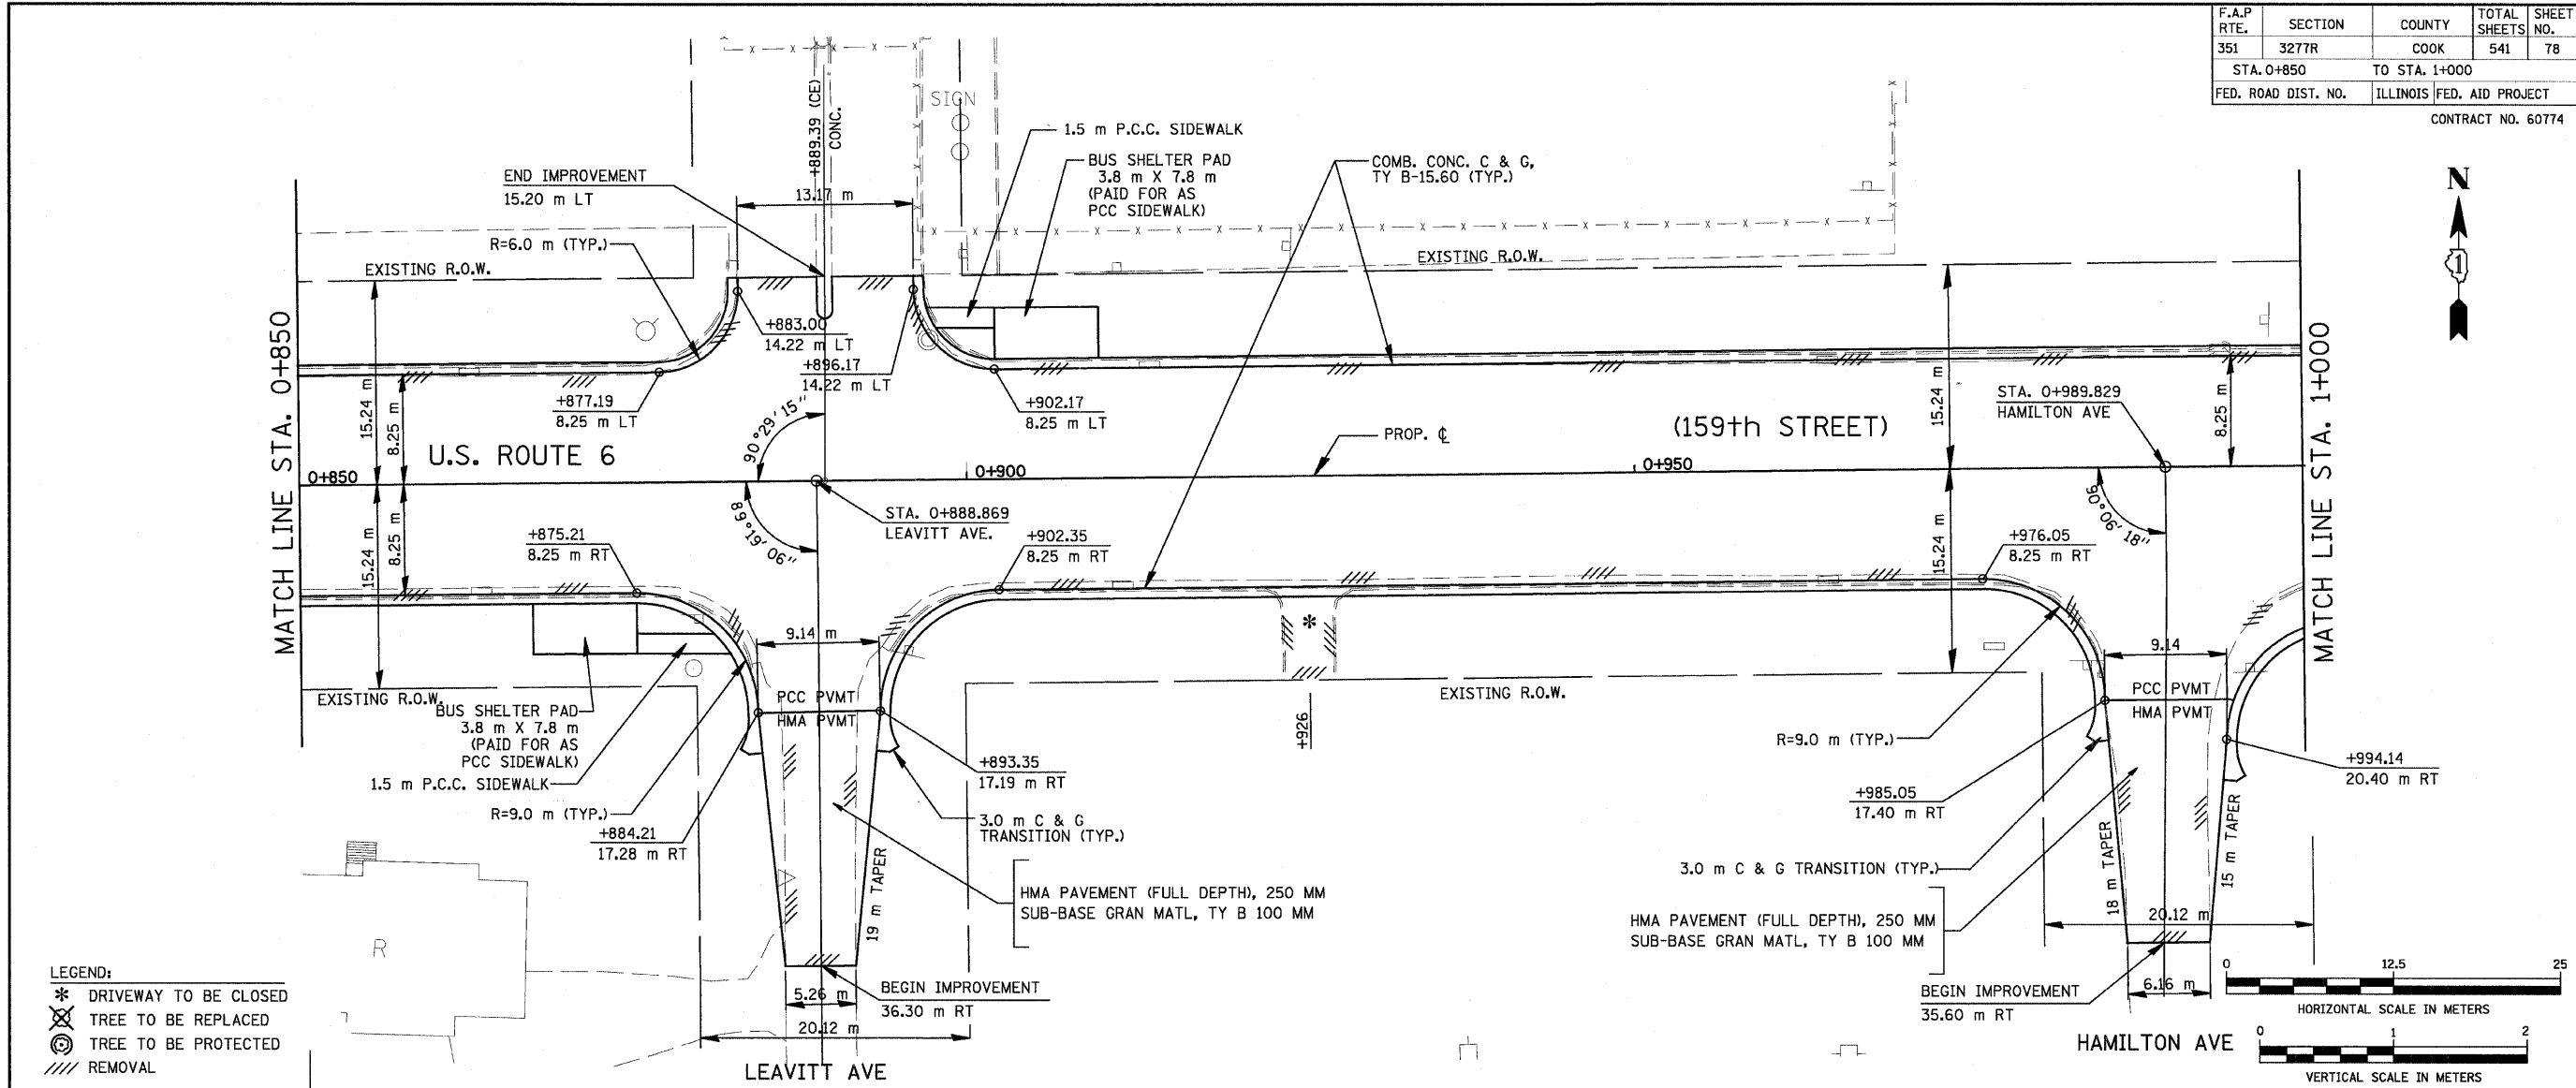 F.A.P RTE.
SECTION
COUNTY
TOTAL SHEETS
SHEET NO.
351
3277R
COOK
541
78
STA. 0+850 TO STA. 1+000
FED. ROAD DIST. NO.
ILLINOIS
FED. AID PROJECT
CONTRACT NO. 60774
N
1
SIGN
+889.39 (CE)
CONC.
1.5 m P.C.C. SIDEWALK
BUS SHELTER PAD
3.8 m X 7.8 m
(PAID FOR AS
PCC SIDEWALK)
COMB. CONC. C & G,
TY B-15.60 (TYP.)
END IMPROVEMENT
15.20 m LT
13.17 m
R=6.0 m (TYP.)
EXISTING R.O.W.
EXISTING R.O.W.
+883.00
14.22 m LT
+896.17
14.22 m LT
+877.19
8.25 m LT
+902.17
8.25 m LT
MATCH LINE STA. 0+850
15.24 m
8.25 m
90°29'15"
U.S. ROUTE 6
(159th STREET)
PROP. ℄
15.24 m
STA. 0+989.829
HAMILTON AVE
8.25 m
MATCH LINE STA. 1+000
0+850
0+900
0+950
15.24 m
8.25 m
89°19'06"
STA. 0+888.869
LEAVITT AVE.
90°06'18"
15.24 m
+875.21
8.25 m RT
+902.35
8.25 m RT
+976.05
8.25 m RT
9.14 m
*
9.14
EXISTING R.O.W.
BUS SHELTER PAD
3.8 m X 7.8 m
(PAID FOR AS
PCC SIDEWALK)
PCC PVMT
HMA PVMT
EXISTING R.O.W.
PCC PVMT
HMA PVMT
+926
1.5 m P.C.C. SIDEWALK
R=9.0 m (TYP.)
+884.21
17.28 m RT
+893.35
17.19 m RT
3.0 m C & G
TRANSITION (TYP.)
R=9.0 m (TYP.)
+985.05
17.40 m RT
+994.14
20.40 m RT
3.0 m C & G TRANSITION (TYP.)
19 m TAPER
HMA PAVEMENT (FULL DEPTH), 250 MM
SUB-BASE GRAN MATL, TY B 100 MM
HMA PAVEMENT (FULL DEPTH), 250 MM
SUB-BASE GRAN MATL, TY B 100 MM
18 m TAPER
15 m TAPER
20.12 m
R
5.26 m
20.12 m
BEGIN IMPROVEMENT
36.30 m RT
BEGIN IMPROVEMENT
35.60 m RT
6.16 m
LEAVITT AVE
HAMILTON AVE
LEGEND:
* DRIVEWAY TO BE CLOSED
TREE TO BE REPLACED
TREE TO BE PROTECTED
//// REMOVAL
0 12.5 25
HORIZONTAL SCALE IN METERS
0 1 2
VERTICAL SCALE IN METERS